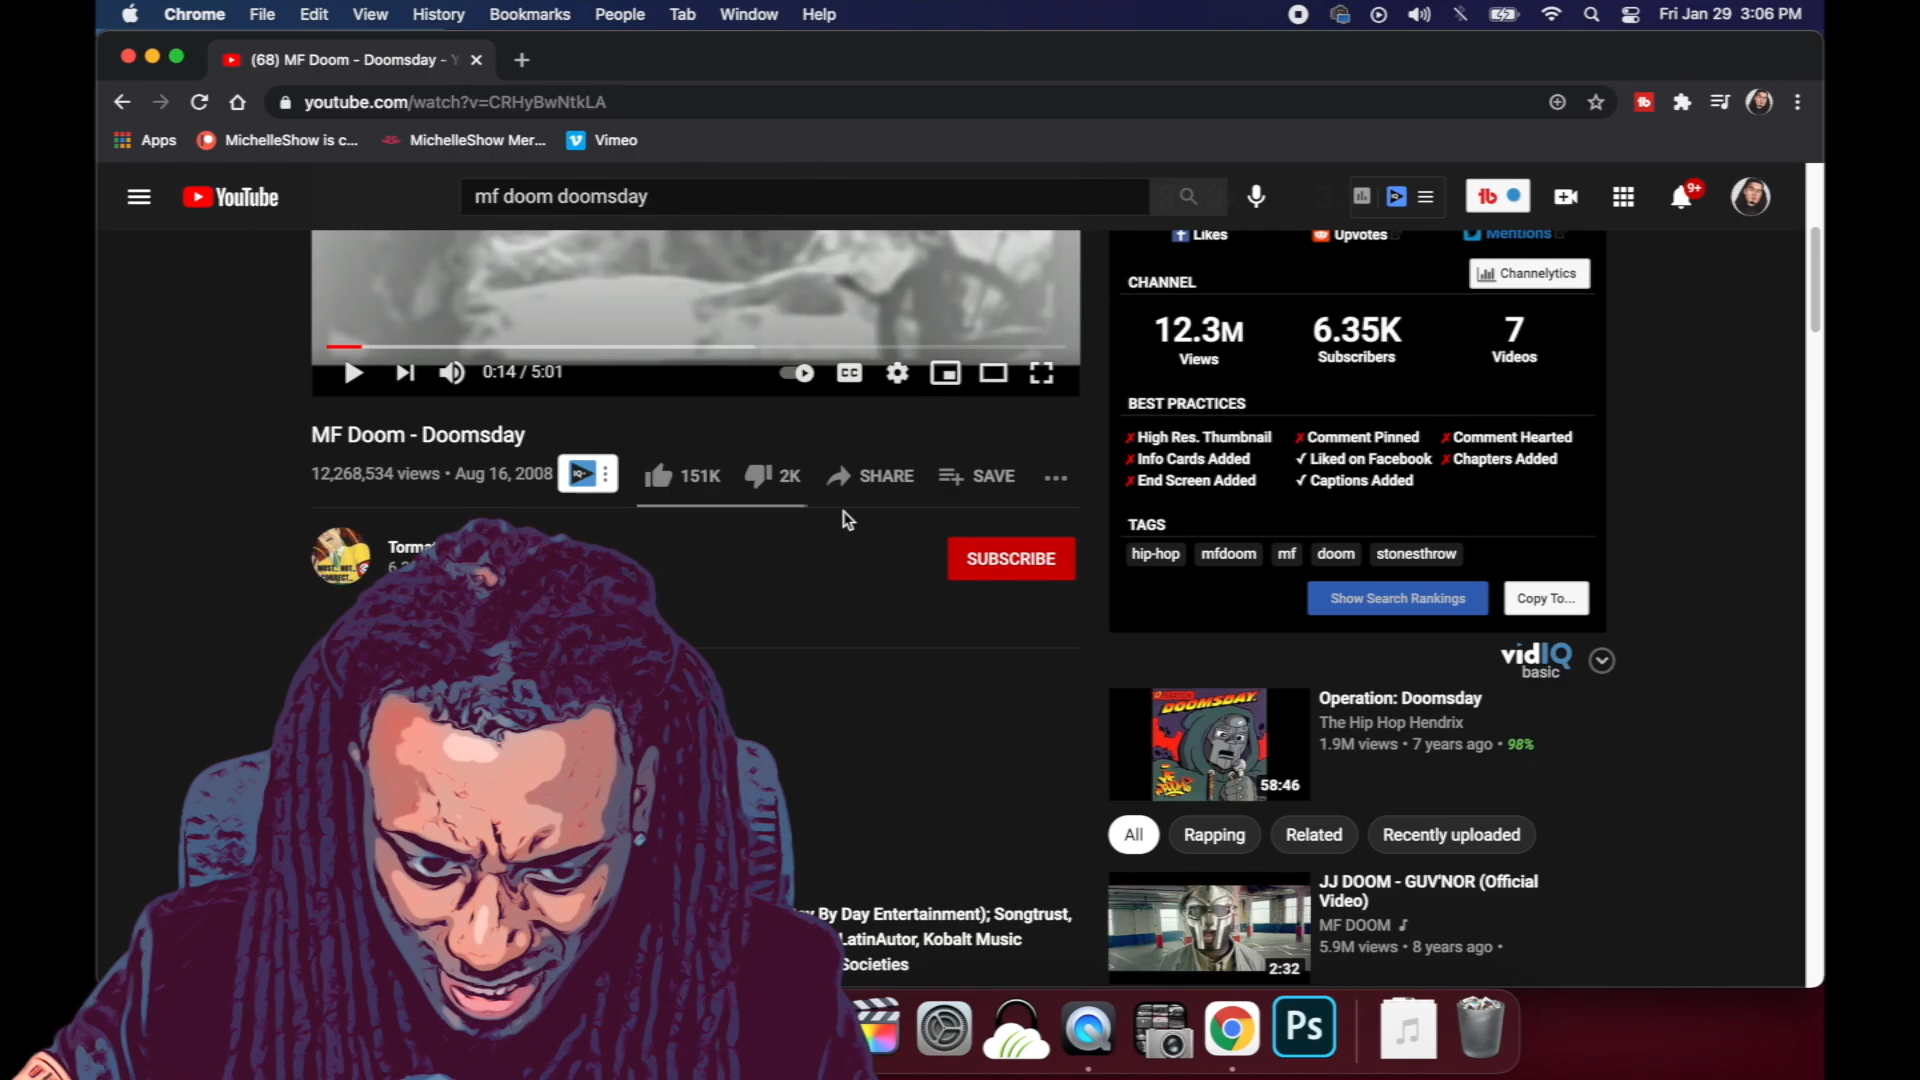 Chrome File Edit View History Bookmarks People Tab Window Help Fri Jan 29 3:06 PM
(68) MF Doom - Doomsday -
youtube.com/watch?v=CRHyBwNtkLA
Apps MichelleShow is c... MichelleShow Mer... Vimeo
YouTube mf doom doomsday 9+
Likes Upvotes Mentions
CHANNEL Channelytics
12.3M 6.35K 7
Views Subscribers Videos
0:14 / 5:01
BEST PRACTICES
✗High Res. Thumbnail ✗Comment Pinned ✗Comment Hearted
✗Info Cards Added ✓Liked on Facebook ✗Chapters Added
✗End Screen Added ✓Captions Added
MF Doom - Doomsday
12,268,534 views • Aug 16, 2008 151K 2K SHARE SAVE
TAGS
hip-hop mfdoom mf doom stonesthrow
SUBSCRIBE
Show Search Rankings Copy To...
vidIQ
basic
DOOMSDAY
58:46
Operation: Doomsday
The Hip Hop Hendrix
1.9M views • 7 years ago • 98%
All Rapping Related Recently uploaded
JJ DOOM - GUV'NOR (Official
Video)
MF DOOM
5.9M views • 8 years ago •
2:32
By Day Entertainment); Songtrust,
LatinAutor, Kobalt Music
Societies
Ps